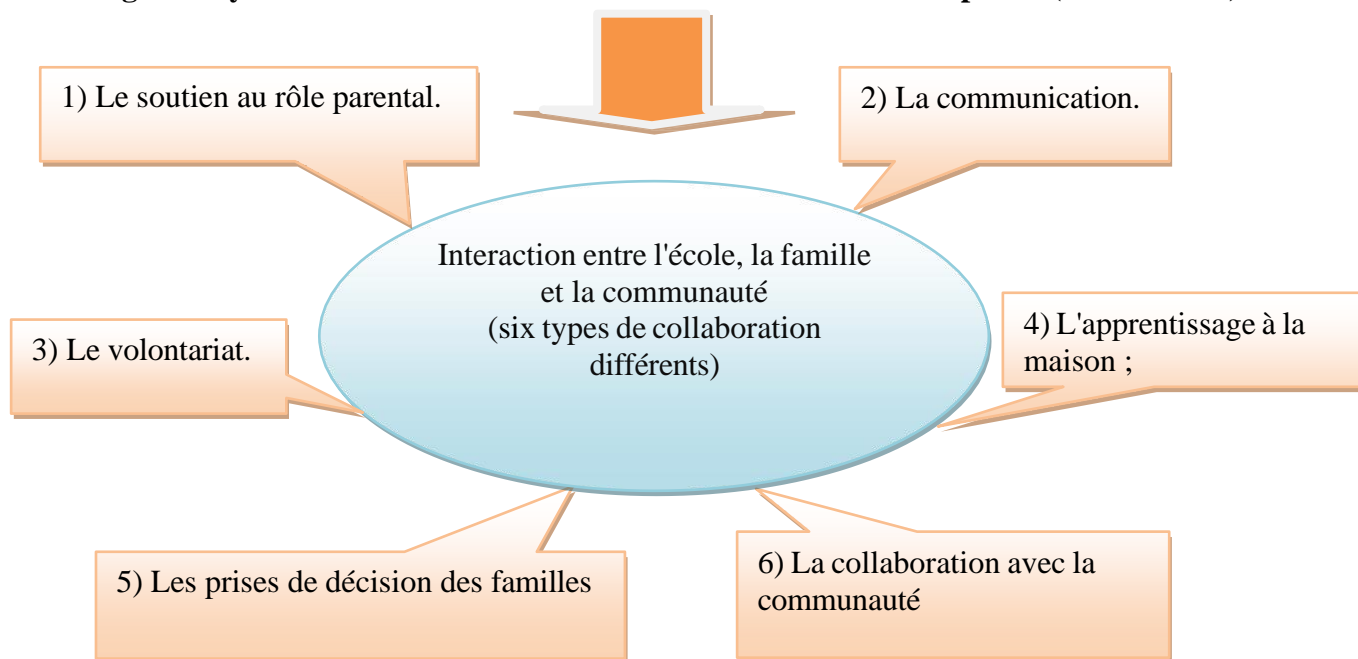 1) Le soutien au rôle parental.
2) La communication.
Interaction entre l'école, la famille
et la communauté
(six types de collaboration
différents)
3) Le volontariat.
4) L'apprentissage à la
maison ;
5) Les prises de décision des familles
6) La collaboration avec la
communauté